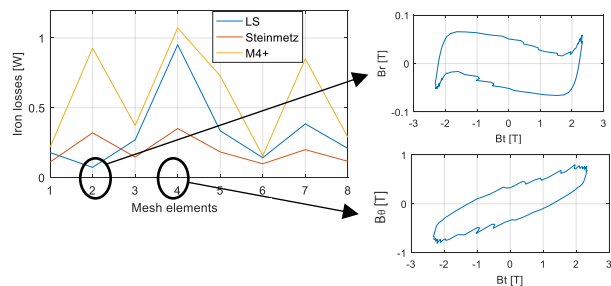 LS
Steinmetz
M4+
Iron losses [W]
1
0.5
0
1 2 3 4 5 6 7 8
Mesh elements
Br [T]
0.1
0
-0.1
-3 -2 -1 0 1 2 3
Bt [T]
Bθ [T]
1
0
-1
-3 -2 -1 0 1 2 3
Bt [T]